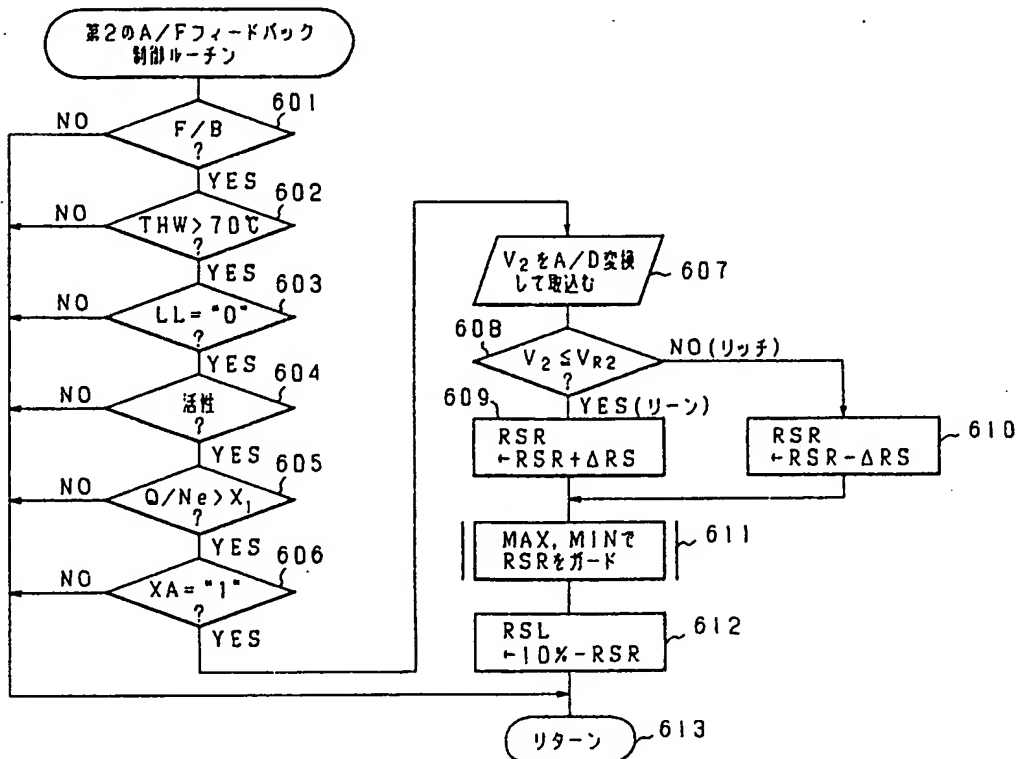 第2のA/Fフィードバック
制御ルーチン
601
F/B
?
NO
YES
602
THW>70℃
?
NO
YES
603
LL="0"
?
NO
YES
604
活性
?
NO
YES
605
Q/Ne>X1
?
NO
YES
606
XA="1"
?
NO
YES
V2をA/D変換
して取込む
607
608
V2≦VR2
?
NO(リッチ)
YES(リーン)
609
RSR
←RSR+ΔRS
RSR
←RSR-ΔRS
610
MAX, MINで
RSRをガード
611
RSL
←10%-RSR
612
リターン
613